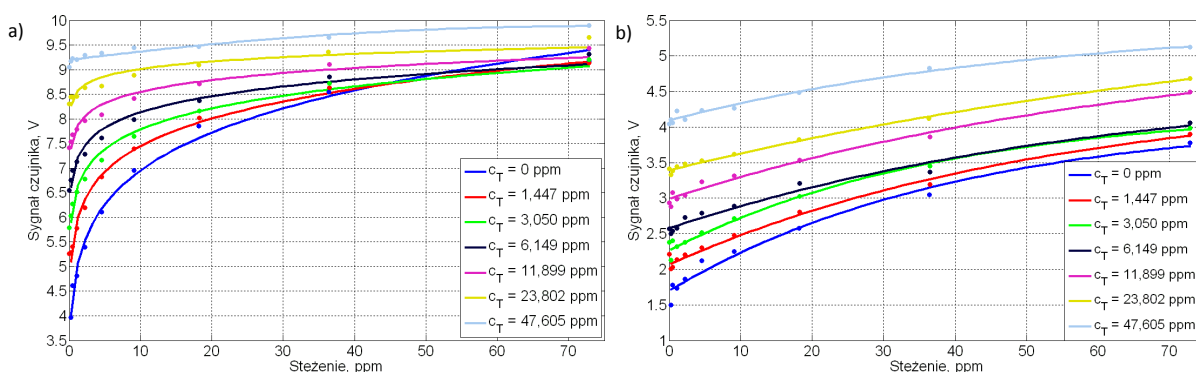 a)
Sygnał czujnika, V
10
9.5
9
8.5
8
7.5
7
6.5
6
5.5
5
4.5
4
3.5
0
10
20
30
40
50
60
70
Steżenie, ppm
c_T = 0 ppm
c_T = 1,447 ppm
c_T = 3,050 ppm
c_T = 6,149 ppm
c_T = 11,899 ppm
c_T = 23,802 ppm
c_T = 47,605 ppm
b)
Sygnał czujnika, V
5.5
5
4.5
4
3.5
3
2.5
2
1.5
1
0
10
20
30
40
50
60
70
Steżenie, ppm
c_T = 0 ppm
c_T = 1,447 ppm
c_T = 3,050 ppm
c_T = 6,149 ppm
c_T = 11,899 ppm
c_T = 23,802 ppm
c_T = 47,605 ppm